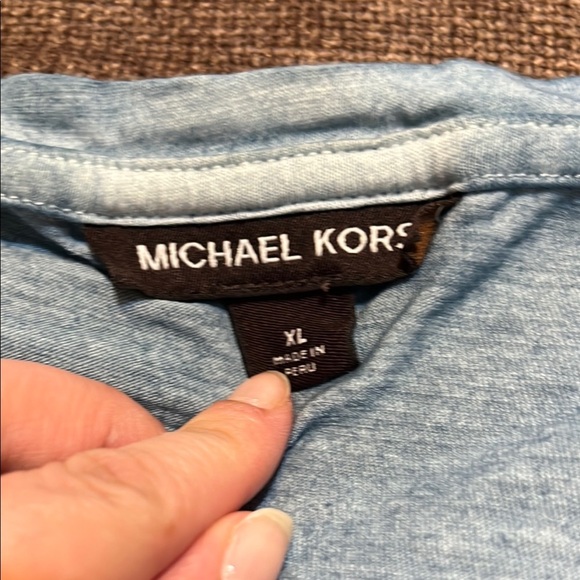 MICHAEL KORS
XL
MADE IN
PERU